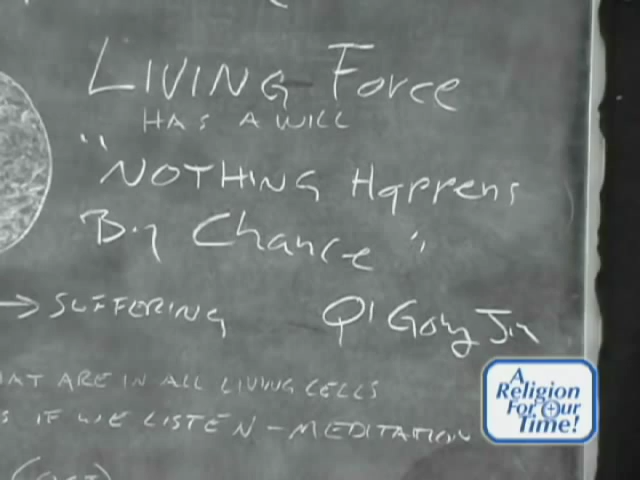 LIVING Force
HAS A WILL
"NOTHING Happens
By Chance"
→ SUFFERING
Qi Gong Jin
HAT ARE IN ALL LIVING CELLS
S IF WE LISTEN - MEDITATION
A
Religion
For Our
Time!